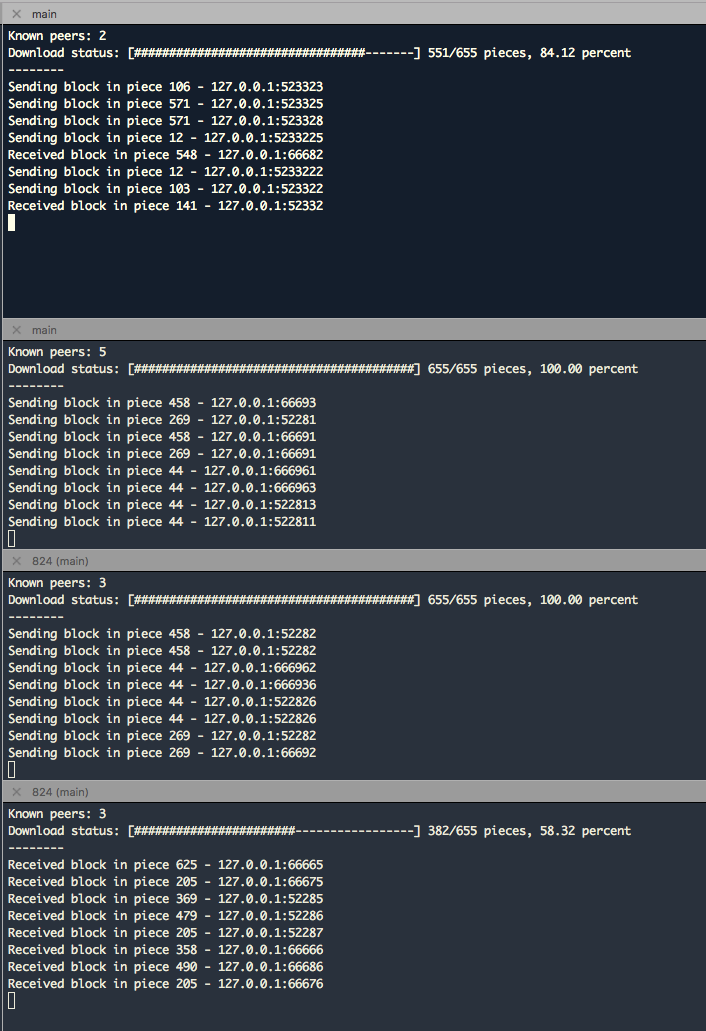 × main
Known peers: 2
Download status: [#################################-------] 551/655 pieces, 84.12 percent
--------
Sending block in piece 106 - 127.0.0.1:523323
Sending block in piece 571 - 127.0.0.1:523325
Sending block in piece 571 - 127.0.0.1:523328
Sending block in piece 12 - 127.0.0.1:5233225
Received block in piece 548 - 127.0.0.1:66682
Sending block in piece 12 - 127.0.0.1:5233222
Sending block in piece 103 - 127.0.0.1:523322
Received block in piece 141 - 127.0.0.1:52332
× main
Known peers: 5
Download status: [########################################] 655/655 pieces, 100.00 percent
--------
Sending block in piece 458 - 127.0.0.1:66693
Sending block in piece 269 - 127.0.0.1:52281
Sending block in piece 458 - 127.0.0.1:66691
Sending block in piece 269 - 127.0.0.1:66691
Sending block in piece 44 - 127.0.0.1:666961
Sending block in piece 44 - 127.0.0.1:666963
Sending block in piece 44 - 127.0.0.1:522813
Sending block in piece 44 - 127.0.0.1:522811
× 824 (main)
Known peers: 3
Download status: [########################################] 655/655 pieces, 100.00 percent
--------
Sending block in piece 458 - 127.0.0.1:52282
Sending block in piece 458 - 127.0.0.1:52282
Sending block in piece 44 - 127.0.0.1:666962
Sending block in piece 44 - 127.0.0.1:666936
Sending block in piece 44 - 127.0.0.1:522826
Sending block in piece 44 - 127.0.0.1:522826
Sending block in piece 269 - 127.0.0.1:52282
Sending block in piece 269 - 127.0.0.1:66692
× 824 (main)
Known peers: 3
Download status: [#######################-----------------] 382/655 pieces, 58.32 percent
--------
Received block in piece 625 - 127.0.0.1:66665
Received block in piece 205 - 127.0.0.1:66675
Received block in piece 369 - 127.0.0.1:52285
Received block in piece 479 - 127.0.0.1:52286
Received block in piece 205 - 127.0.0.1:52287
Received block in piece 358 - 127.0.0.1:66666
Received block in piece 490 - 127.0.0.1:66686
Received block in piece 205 - 127.0.0.1:66676